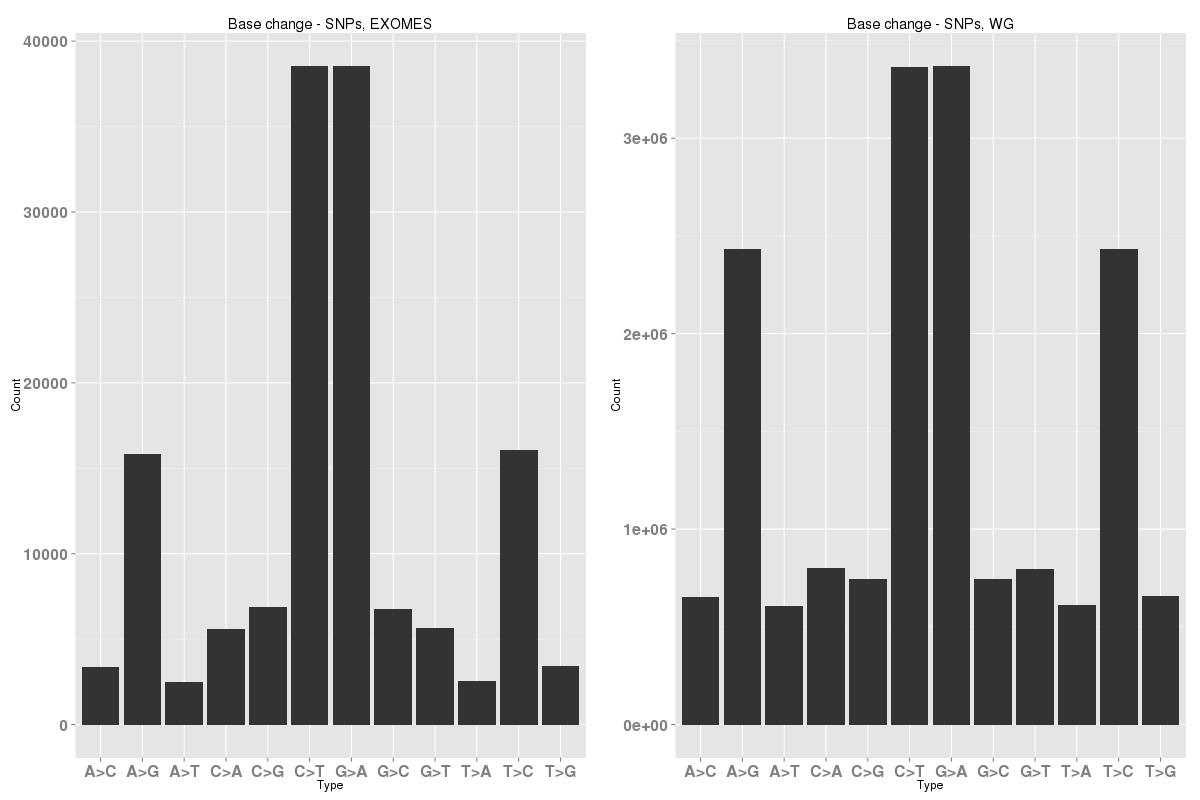 Base change - SNPs, EXOMES
40000
30000
20000
10000
0
Count
A>C A>G A>T C>A C>G C>T G>A G>C G>T T>A T>C T>G
Type
Base change - SNPs, WG
3e+06
2e+06
1e+06
0e+00
Count
A>C A>G A>T C>A C>G C>T G>A G>C G>T T>A T>C T>G
Type